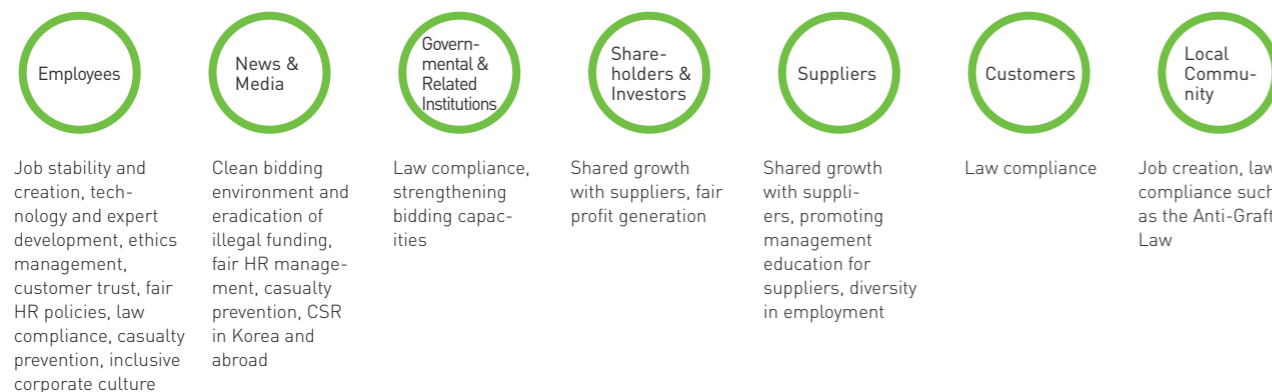 Employees
Job stability and
creation, tech-
nology and expert
development, ethics
management,
customer trust, fair
HR policies, law
compliance, casualty
prevention, inclusive
corporate culture
News &
Media
Clean bidding
environment and
eradication of
illegal funding,
fair HR manage-
ment, casualty
prevention, CSR
in Korea and
abroad
Govern-
mental &
Related
Institutions
Law compliance,
strengthening
bidding capac-
ities
Share-
holders &
Investors
Shared growth
with suppliers, fair
profit generation
Suppliers
Shared growth
with suppli-
ers, promoting
management
education for
suppliers, diversity
in employment
Customers
Law compliance
Local
Commu-
nity
Job creation, law
compliance such
as the Anti-Graft
Law